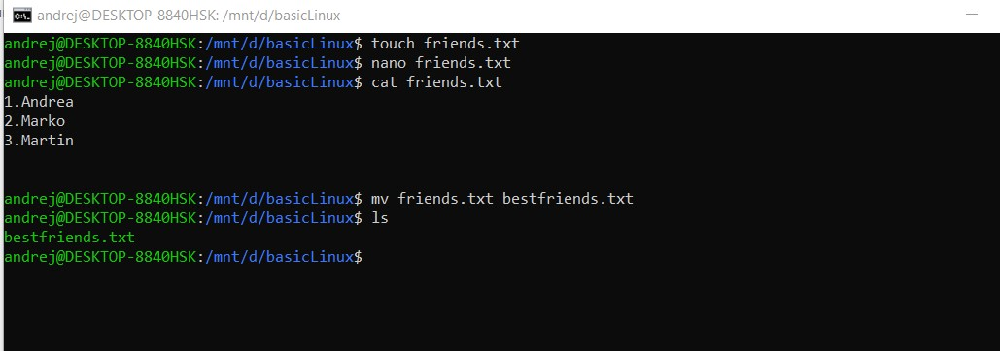 andrej@DESKTOP-8840HSK: /mnt/d/basicLinux
andrej@DESKTOP-8840HSK:/mnt/d/basicLinux$ touch friends.txt
andrej@DESKTOP-8840HSK:/mnt/d/basicLinux$ nano friends.txt
andrej@DESKTOP-8840HSK:/mnt/d/basicLinux$ cat friends.txt
1.Andrea
2.Marko
3.Martin
andrej@DESKTOP-8840HSK:/mnt/d/basicLinux$ mv friends.txt bestfriends.txt
andrej@DESKTOP-8840HSK:/mnt/d/basicLinux$ ls
bestfriends.txt
andrej@DESKTOP-8840HSK:/mnt/d/basicLinux$